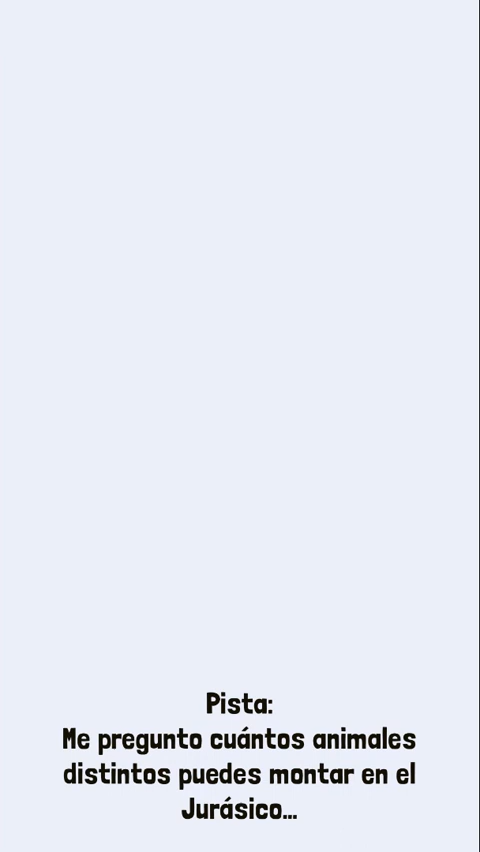 Pista:
Me pregunto cuántos animales
distintos puedes montar en el
Jurásico...